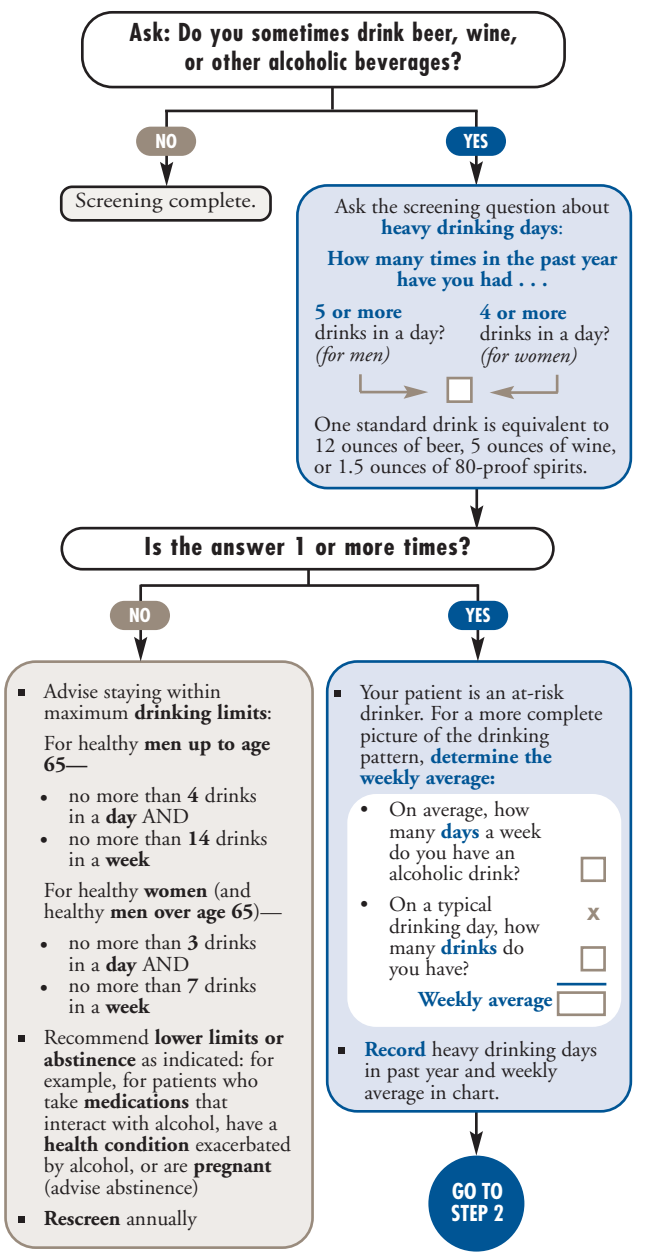 Ask: Do you sometimes drink beer, wine,
or other alcoholic beverages?
NO
YES
Screening complete.
Ask the screening question about
heavy drinking days:
How many times in the past year
have you had . . .
5 or more
drinks in a day?
(for men)
4 or more
drinks in a day?
(for women)
One standard drink is equivalent to
12 ounces of beer, 5 ounces of wine,
or 1.5 ounces of 80-proof spirits.
Is the answer 1 or more times?
NO
YES
▪ Advise staying within
maximum drinking limits:
For healthy men up to age
65—
• no more than 4 drinks
in a day AND
• no more than 14 drinks
in a week
For healthy women (and
healthy men over age 65)—
• no more than 3 drinks
in a day AND
• no more than 7 drinks
in a week
▪ Recommend lower limits or
abstinence as indicated: for
example, for patients who
take medications that
interact with alcohol, have a
health condition exacerbated
by alcohol, or are pregnant
(advise abstinence)
▪ Rescreen annually
▪ Your patient is an at-risk
drinker. For a more complete
picture of the drinking
pattern, determine the
weekly average:
• On average, how
many days a week
do you have an
alcoholic drink?
• On a typical
drinking day, how
many drinks do
you have?
x
Weekly average
▪ Record heavy drinking days
in past year and weekly
average in chart.
GO TO
STEP 2